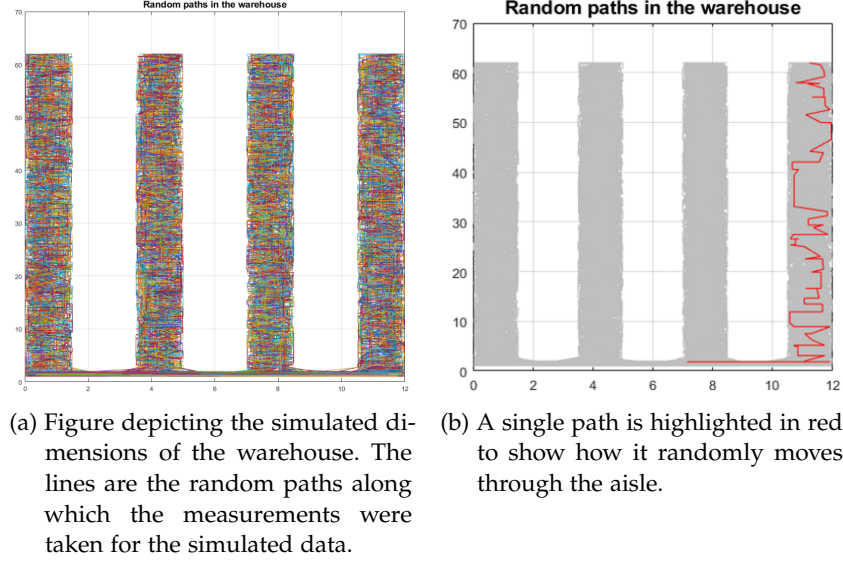 Random paths in the warehouse
70
60
50
40
30
20
10
0
0 2 4 6 8 10 12
Random paths in the warehouse
70
60
50
40
30
20
10
0
0 2 4 6 8 10 12
(a) Figure depicting the simulated di-
mensions of the warehouse. The
lines are the random paths along
which the measurements were
taken for the simulated data.
(b) A single path is highlighted in red
to show how it randomly moves
through the aisle.